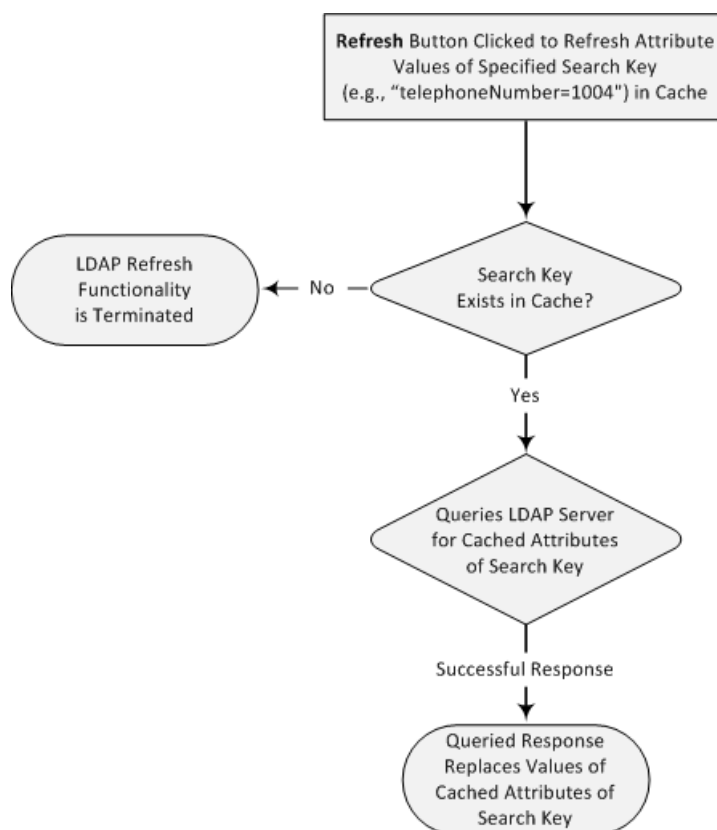 Refresh Button Clicked to Refresh Attribute
Values of Specified Search Key
(e.g., “telephoneNumber=1004") in Cache
Search Key
Exists in Cache?
No
LDAP Refresh
Functionality
is Terminated
Yes
Queries LDAP Server
for Cached Attributes
of Search Key
Successful Response
Queried Response
Replaces Values of
Cached Attributes of
Search Key